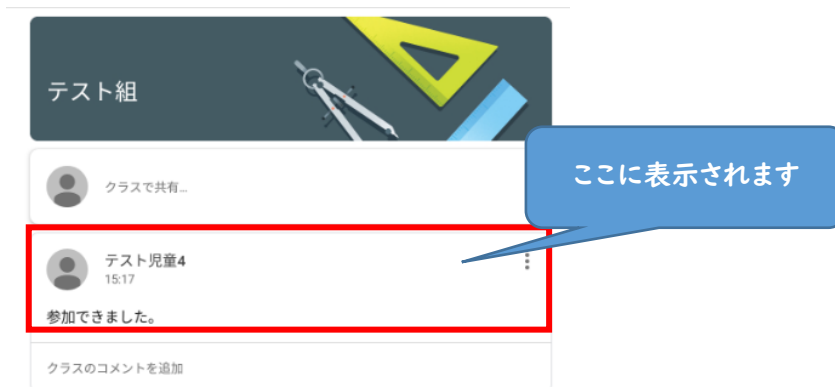 テスト組
クラスで共有...
ここに表示されます
テスト児童4
15:17
参加できました。
クラスのコメントを追加